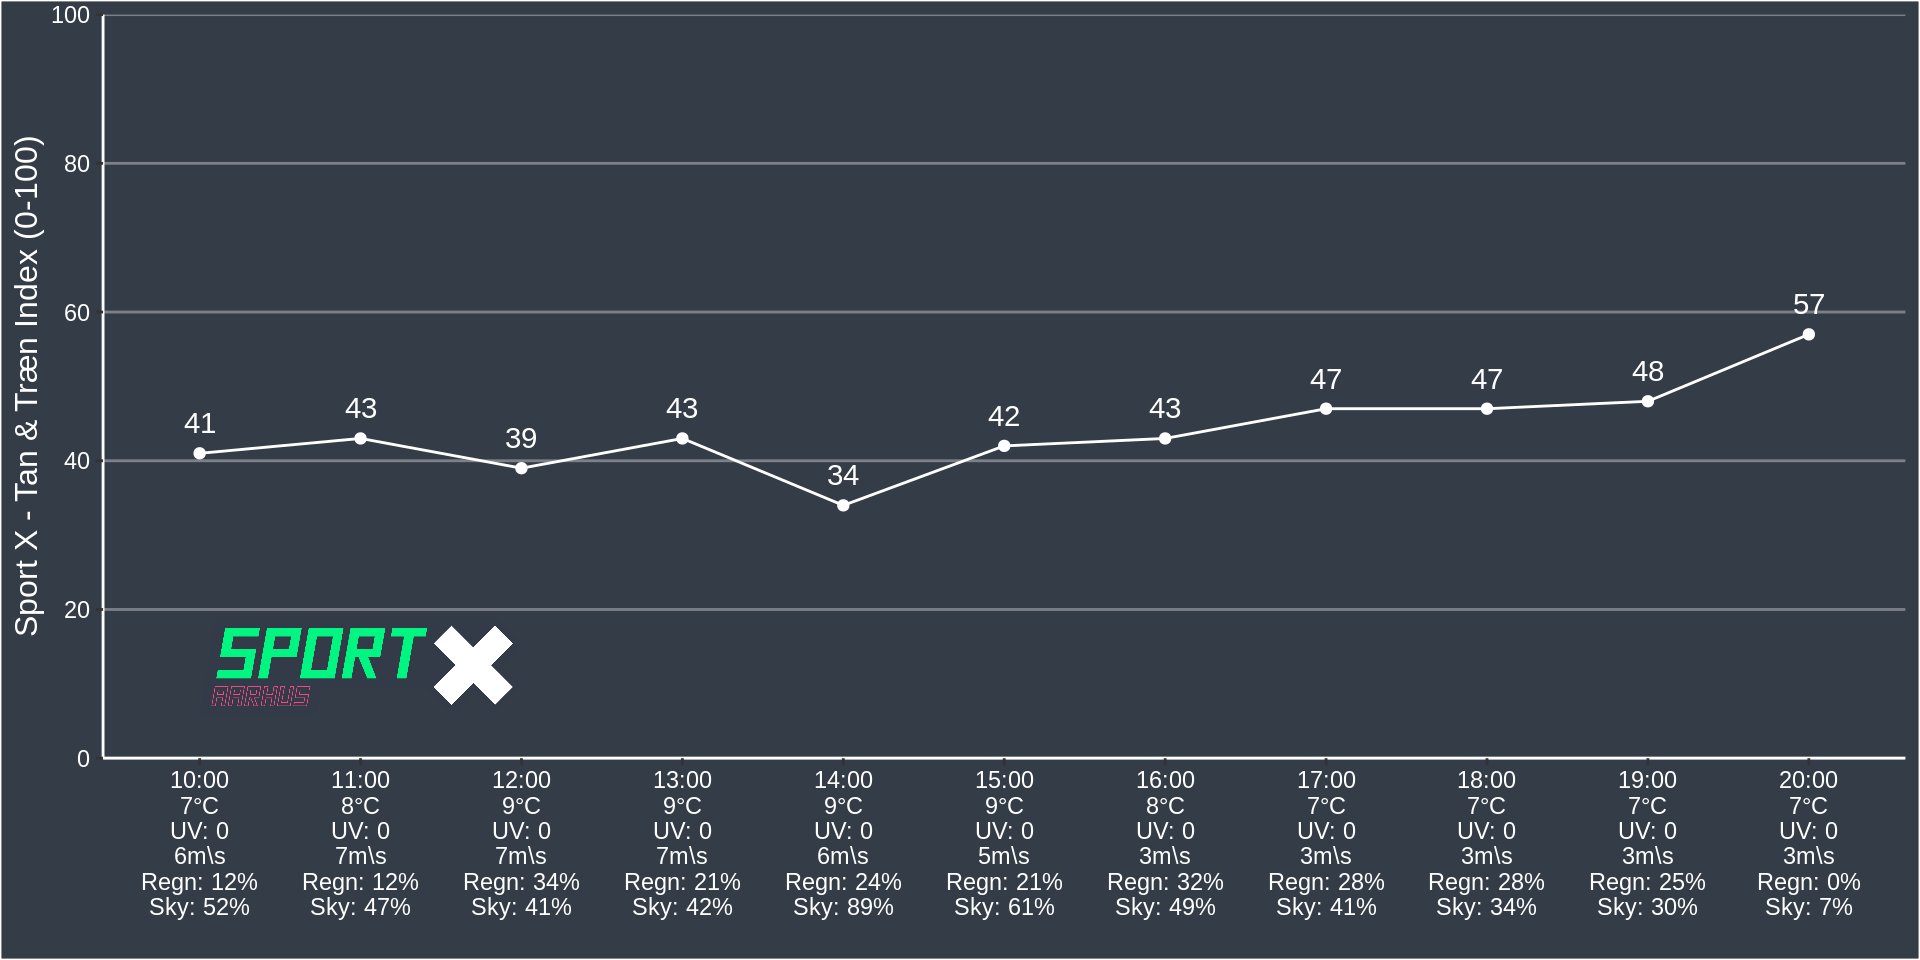 Sport X - Tan & Træn Index (0-100)
100
80
60
40
20
0
41
43
39
43
34
42
43
47
47
48
57
SPORT X
AARHUS
10:00 11:00 12:00 13:00 14:00 15:00 16:00 17:00 18:00 19:00 20:00
7°C 8°C 9°C 9°C 9°C 9°C 8°C 7°C 7°C 7°C 7°C
UV: 0 UV: 0 UV: 0 UV: 0 UV: 0 UV: 0 UV: 0 UV: 0 UV: 0 UV: 0 UV: 0
6m\s 7m\s 7m\s 7m\s 6m\s 5m\s 3m\s 3m\s 3m\s 3m\s 3m\s
Regn: 12% Regn: 12% Regn: 34% Regn: 21% Regn: 24% Regn: 21% Regn: 32% Regn: 28% Regn: 28% Regn: 25% Regn: 0%
Sky: 52% Sky: 47% Sky: 41% Sky: 42% Sky: 89% Sky: 61% Sky: 49% Sky: 41% Sky: 34% Sky: 30% Sky: 7%